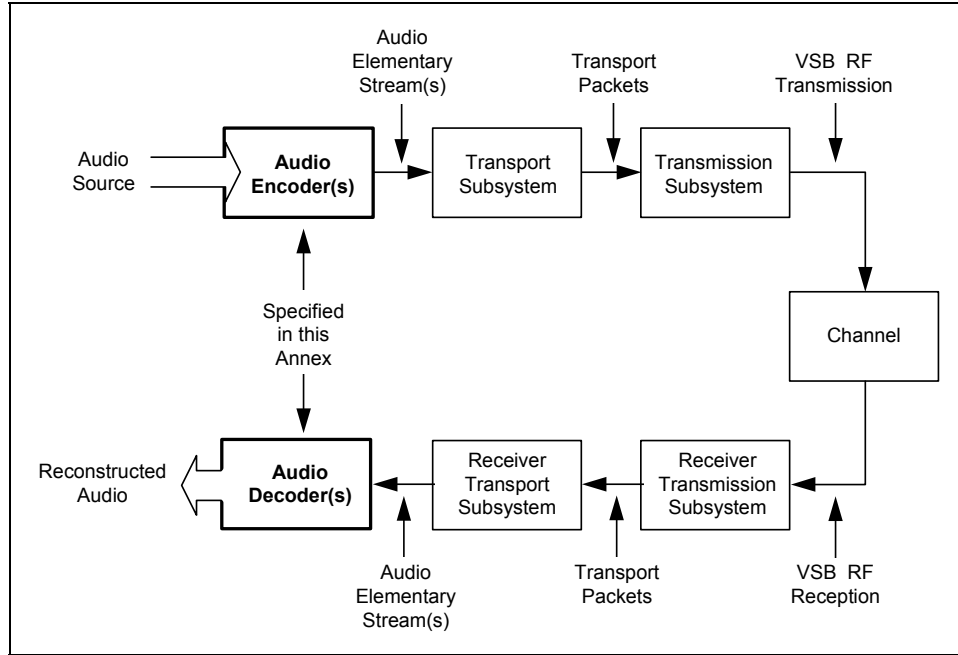 Audio
Elementary
Stream(s)
Transport
Packets
VSB RF
Transmission
Audio
Source
Audio
Encoder(s)
Transport
Subsystem
Transmission
Subsystem
Specified
in this
Annex
Channel
Reconstructed
Audio
Audio
Decoder(s)
Receiver
Transport
Subsystem
Receiver
Transmission
Subsystem
Audio
Elementary
Stream(s)
Transport
Packets
VSB RF
Reception